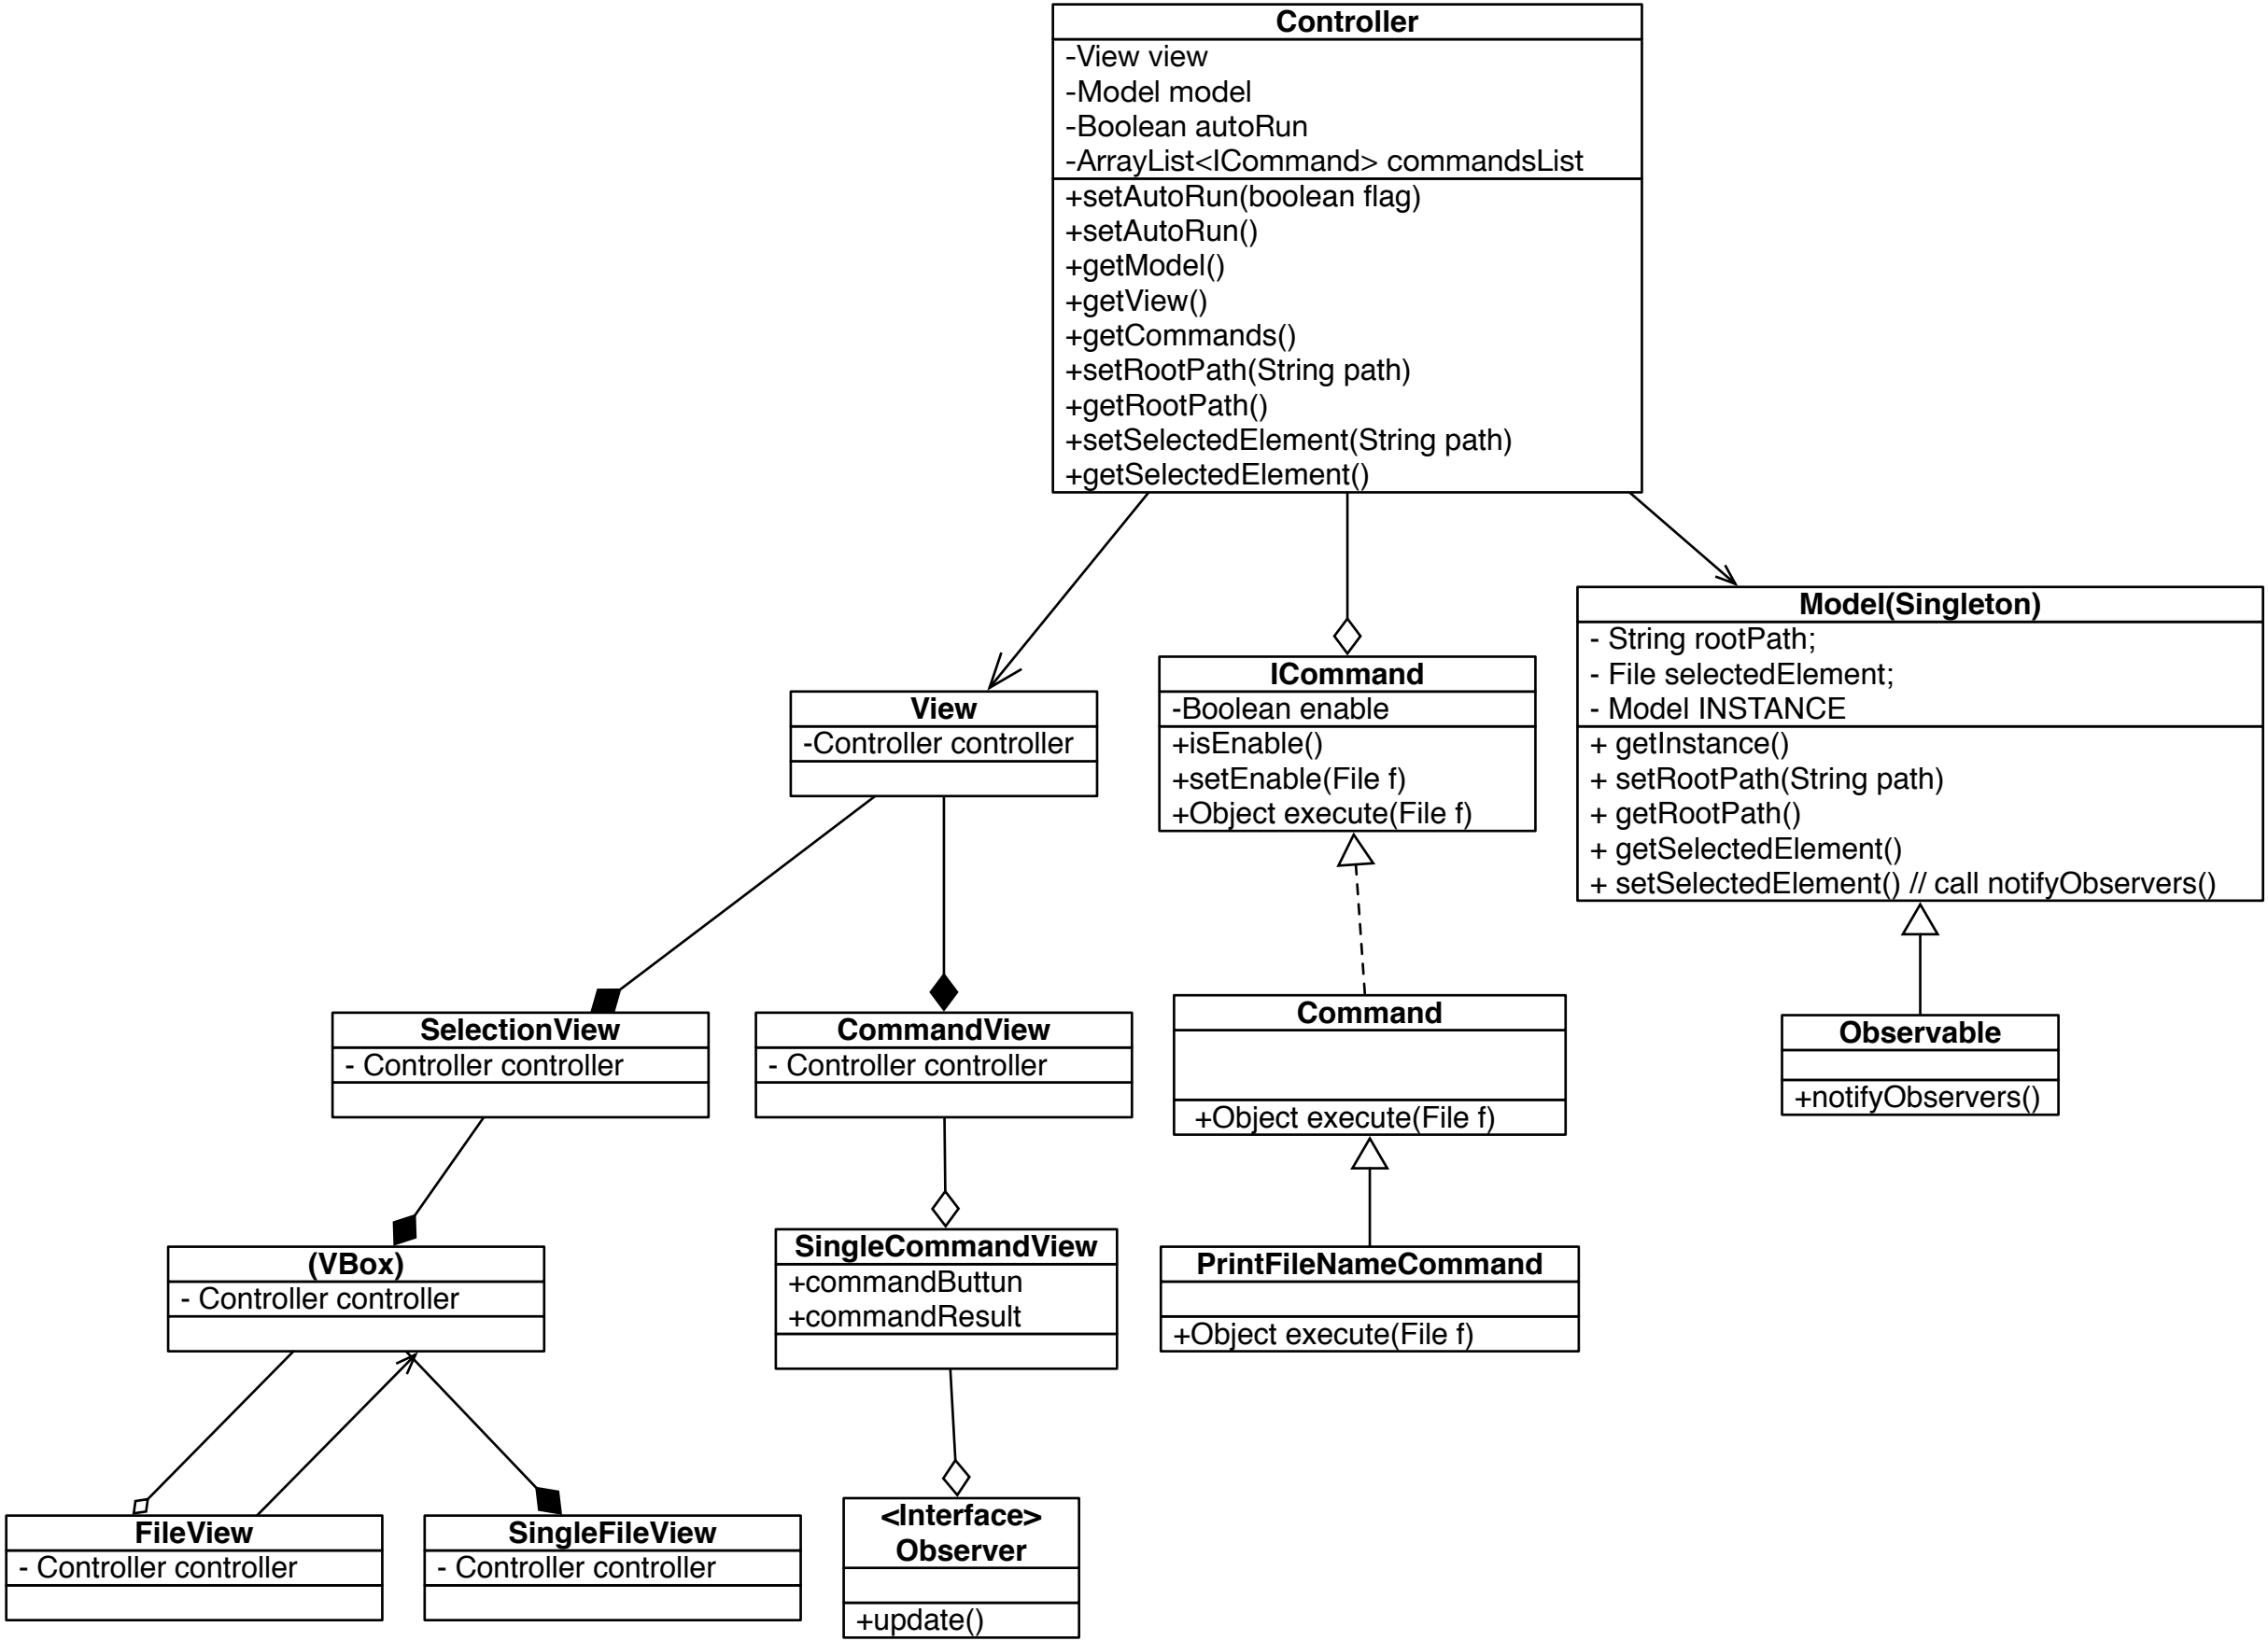 Controller
-View view
-Model model
-Boolean autoRun
-ArrayList<ICommand> commandsList
+setAutoRun(boolean flag)
+setAutoRun()
+getModel()
+getView()
+getCommands()
+setRootPath(String path)
+getRootPath()
+setSelectedElement(String path)
+getSelectedElement()
View
-Controller controller
ICommand
-Boolean enable
+isEnable()
+setEnable(File f)
+Object execute(File f)
Model(Singleton)
- String rootPath;
- File selectedElement;
- Model INSTANCE
+ getInstance()
+ setRootPath(String path)
+ getRootPath()
+ getSelectedElement()
+ setSelectedElement() // call notifyObservers()
SelectionView
- Controller controller
CommandView
- Controller controller
Command
+Object execute(File f)
Observable
+notifyObservers()
(VBox)
- Controller controller
SingleCommandView
+commandButtun
+commandResult
PrintFileNameCommand
+Object execute(File f)
FileView
- Controller controller
SingleFileView
- Controller controller
<Interface>
Observer
+update()